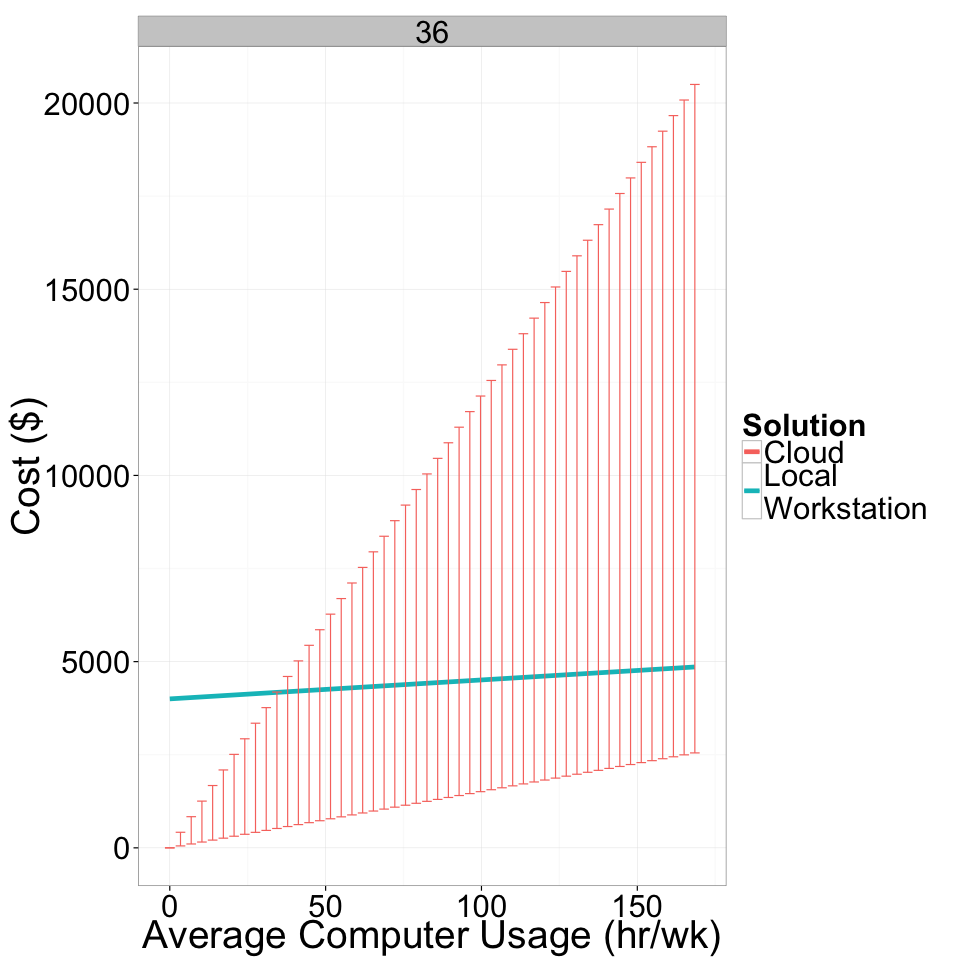 36
Cost ($)
20000
15000
10000
5000
0
0 50 100 150
Average Computer Usage (hr/wk)
Solution
Cloud
Local
Workstation